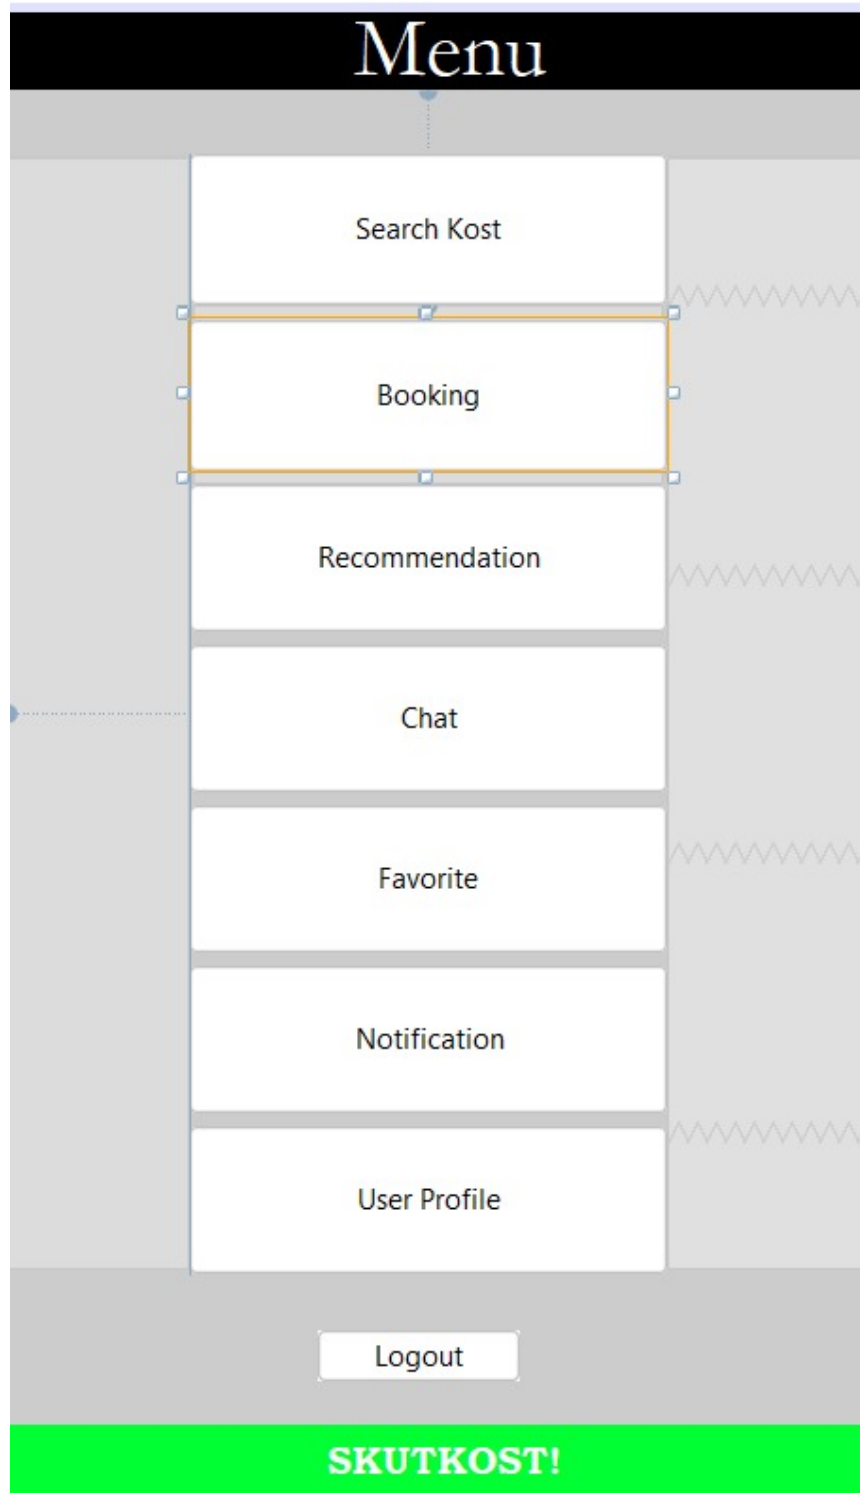 Menu
Search Kost
Booking
Recommendation
Chat
Favorite
Notification
User Profile
Logout
SKUTKOST!